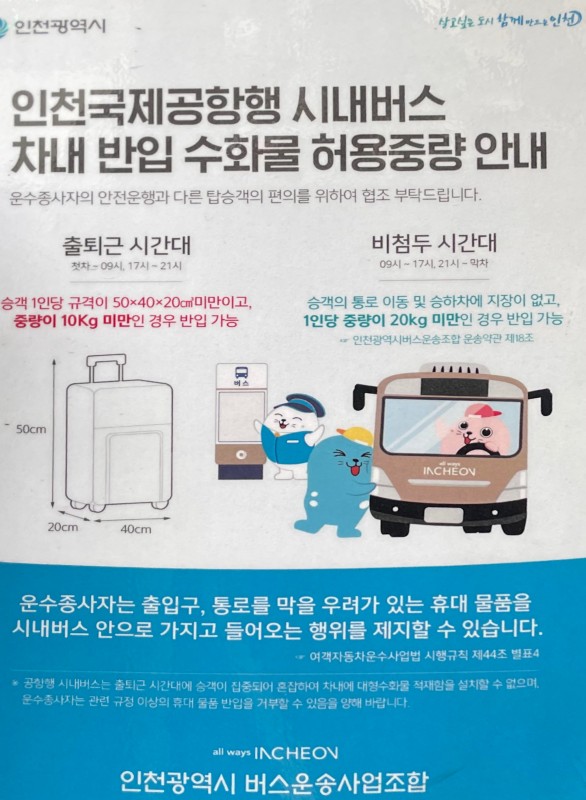 인천광역시
살고싶은 도시 함께 만드는 인천
인천국제공항행 시내버스
차내 반입 수화물 허용중량 안내
운수종사자의 안전운행과 다른 탑승객의 편의를 위하여 협조 부탁드립니다.
출퇴근 시간대
첫차 ~ 09시, 17시 ~ 21시
승객 1인당 규격이 50×40×20㎤미만이고,
중량이 10Kg 미만인 경우 반입 가능
비첨두 시간대
09시 ~ 17시, 21시 ~ 막차
승객의 통로 이동 및 승하차에 지장이 없고,
1인당 중량이 20kg 미만인 경우 반입 가능
☞ 인천광역시버스운송조합 운송약관 제18조
50cm
20cm
40cm
버스
all ways
INCHEON
운수종사자는 출입구, 통로를 막을 우려가 있는 휴대 물품을
시내버스 안으로 가지고 들어오는 행위를 제지할 수 있습니다.
☞ 여객자동차운수사업법 시행규칙 제44조 별표4
※ 공항행 시내버스는 출퇴근 시간대에 승객이 집중되어 혼잡하여 차내에 대형수화물 적재함을 설치할 수 없으며,
운수종사자는 관련 규정 이상의 휴대 물품 반입을 거부할 수 있음을 양해 바랍니다.
all ways INCHEON
인천광역시 버스운송사업조합